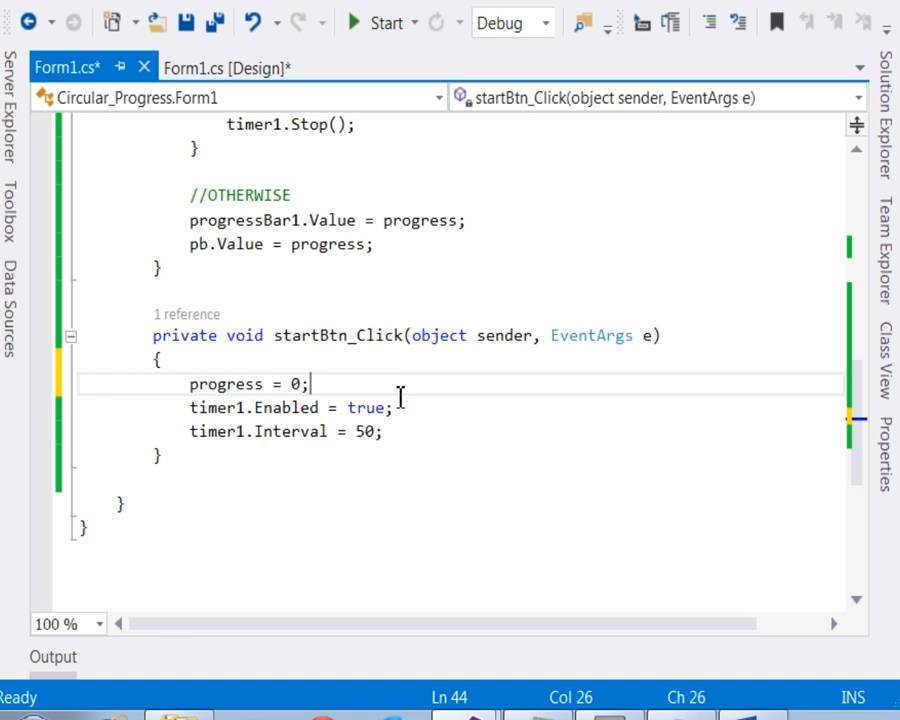 Start
Debug
Form1.cs*
Form1.cs [Design]*
Circular_Progress.Form1
startBtn_Click(object sender, EventArgs e)
Server Explorer
Toolbox
Data Sources
Solution Explorer
Team Explorer
Class View
Properties
timer1.Stop();
}
//OTHERWISE
progressBar1.Value = progress;
pb.Value = progress;
}
1 reference
private void startBtn_Click(object sender, EventArgs e)
{
progress = 0;
timer1.Enabled = true;
timer1.Interval = 50;
}
}
}
100 %
Output
Ready
Ln 44
Col 26
Ch 26
INS